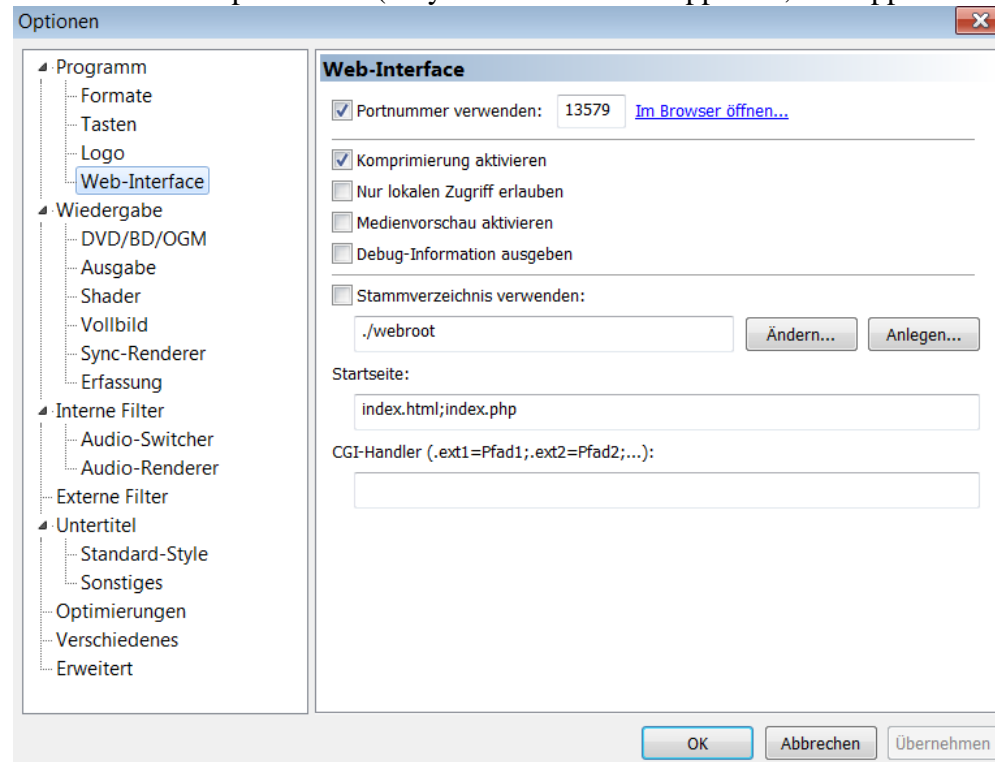 Optionen
Programm
Formate
Tasten
Logo
Web-Interface
Wiedergabe
DVD/BD/OGM
Ausgabe
Shader
Vollbild
Sync-Renderer
Erfassung
Interne Filter
Audio-Switcher
Audio-Renderer
Externe Filter
Untertitel
Standard-Style
Sonstiges
Optimierungen
Verschiedenes
Erweitert
Web-Interface
Portnummer verwenden: 13579 Im Browser öffnen...
Komprimierung aktivieren
Nur lokalen Zugriff erlauben
Medienvorschau aktivieren
Debug-Information ausgeben
Stammverzeichnis verwenden:
./webroot Ändern... Anlegen...
Startseite:
index.html;index.php
CGI-Handler (.ext1=Pfad1;.ext2=Pfad2;...):
OK Abbrechen Übernehmen